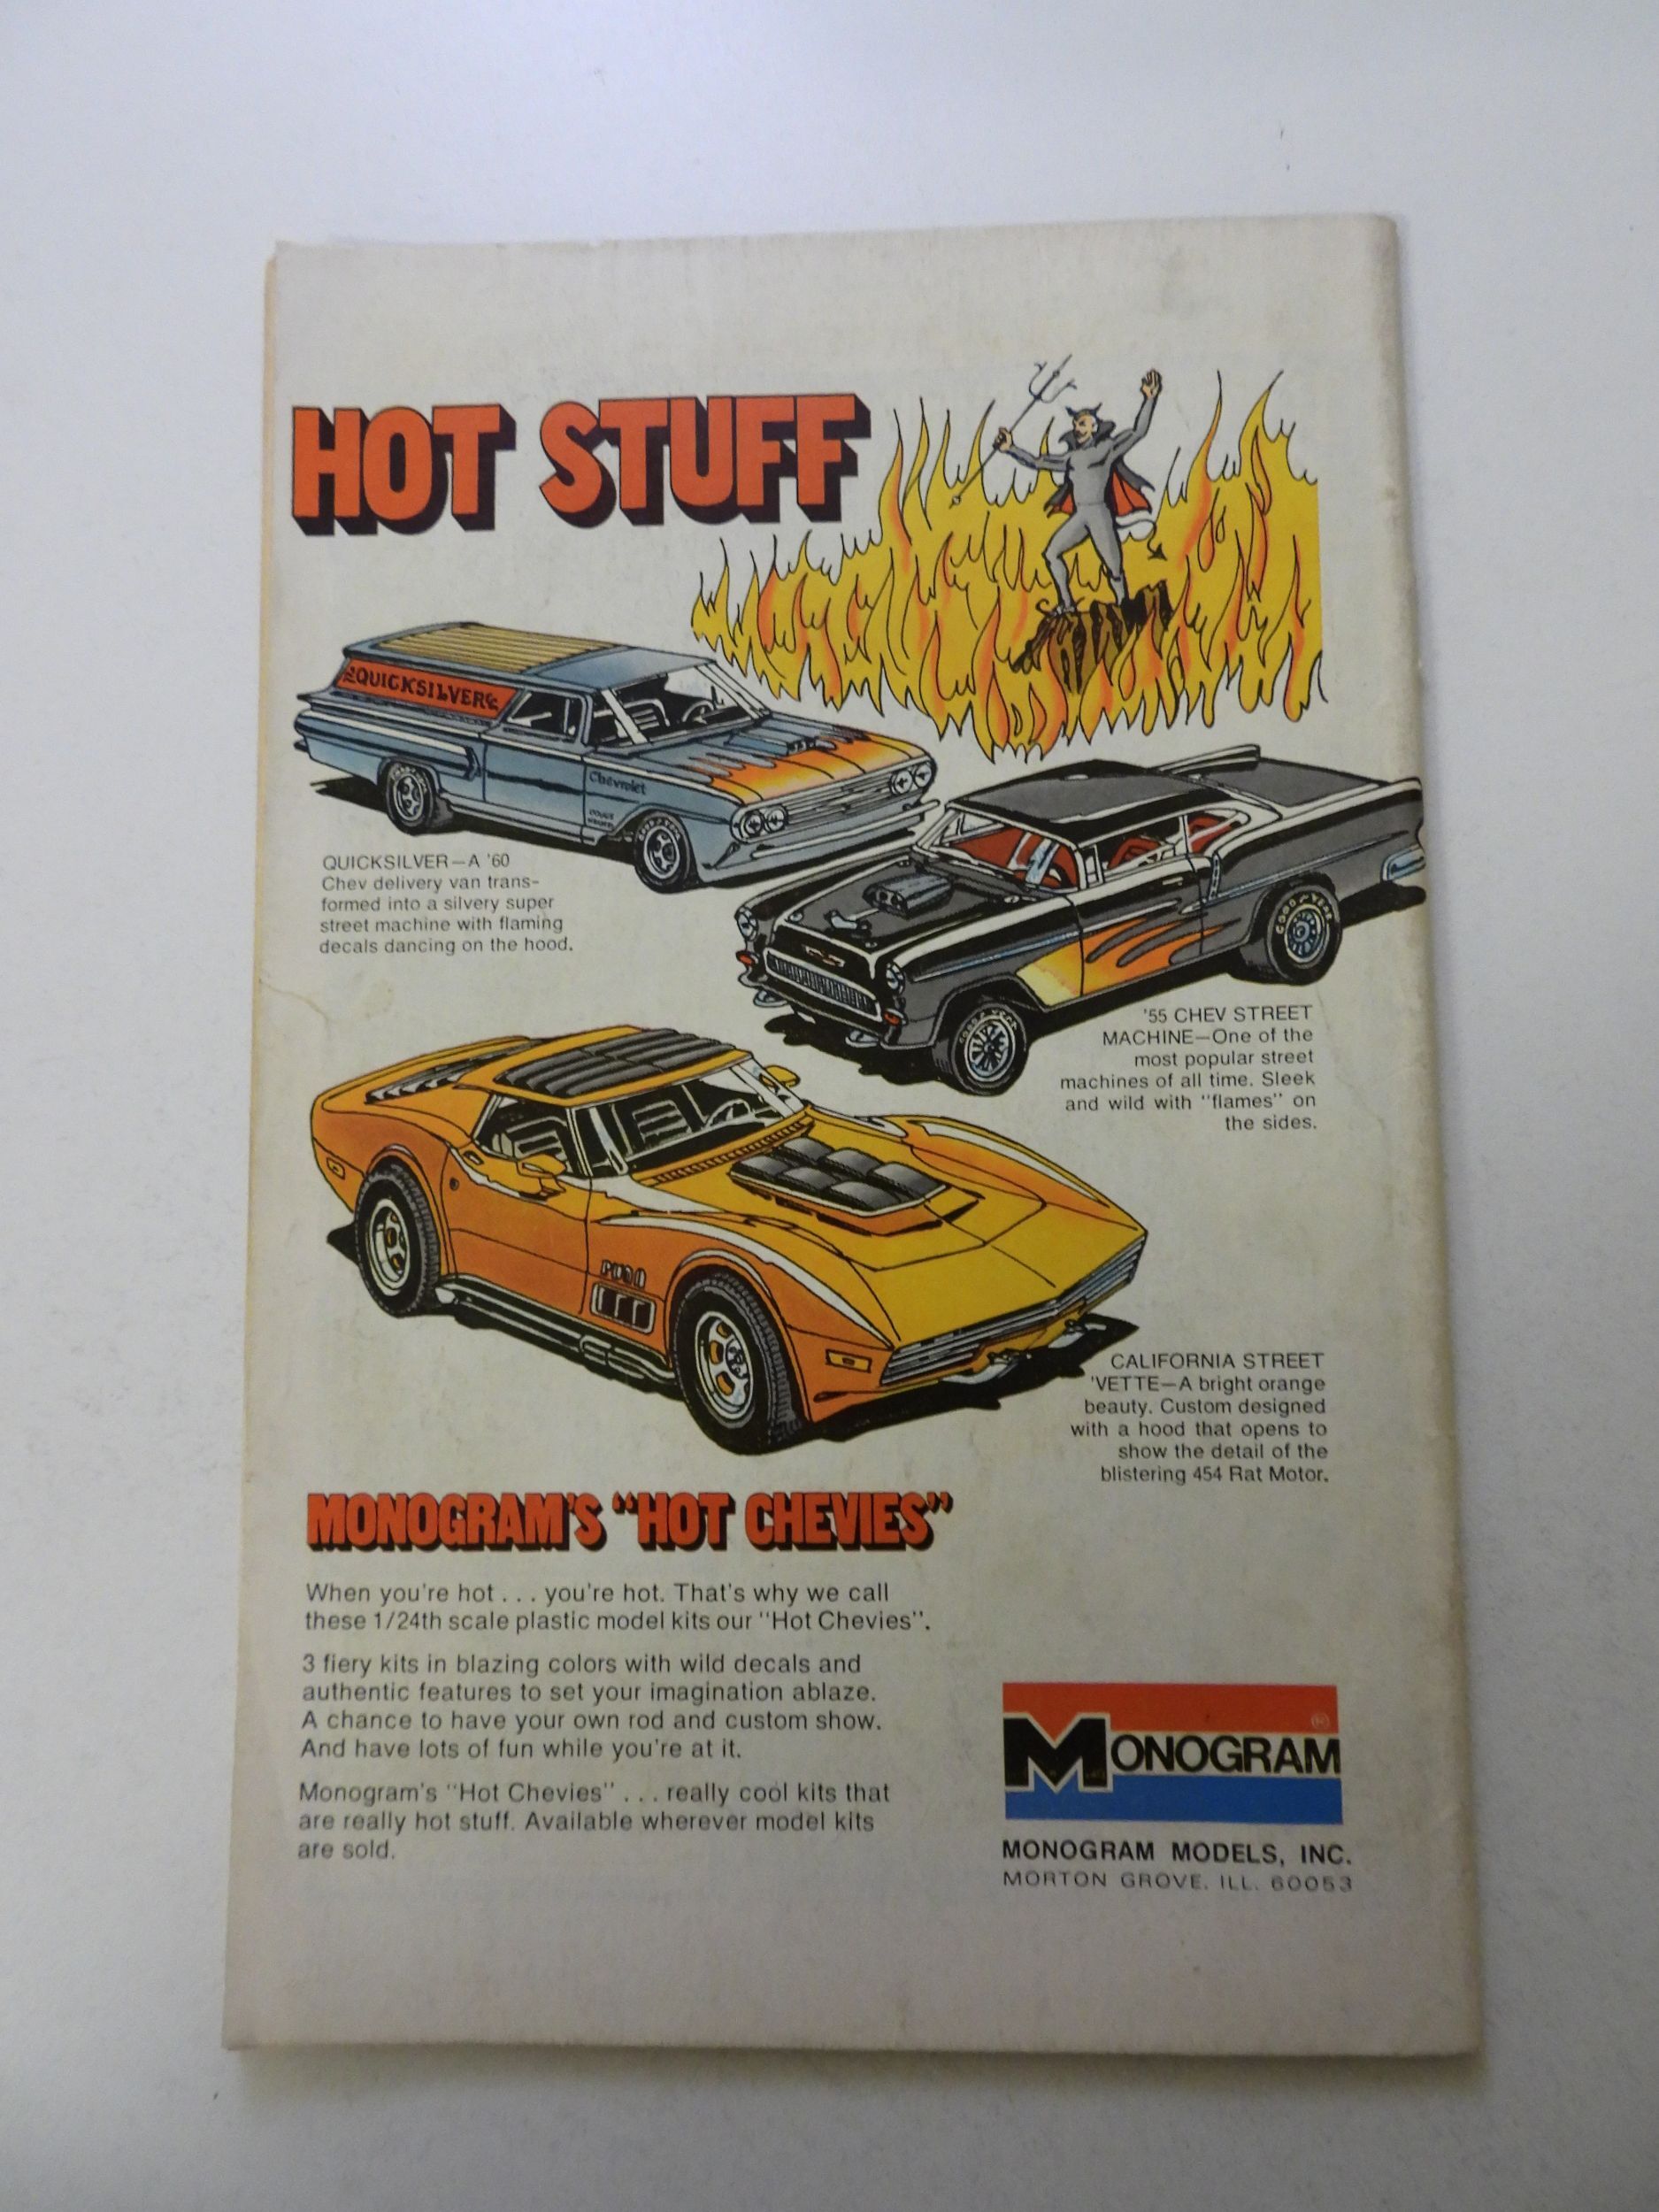 HOT STUFF
QUICKSILVER
Chevrolet
QUICKSILVER—A '60
Chev delivery van trans-
formed into a silvery super
street machine with flaming
decals dancing on the hood.
GOOD YEAR
GOOD YEAR
'55 CHEV STREET
MACHINE—One of the
most popular street
machines of all time. Sleek
and wild with "flames" on
the sides.
CALIFORNIA STREET
'VETTE—A bright orange
beauty. Custom designed
with a hood that opens to
show the detail of the
blistering 454 Rat Motor.
MONOGRAM'S "HOT CHEVIES"
When you're hot . . . you're hot. That's why we call
these 1/24th scale plastic model kits our "Hot Chevies".
3 fiery kits in blazing colors with wild decals and
authentic features to set your imagination ablaze.
A chance to have your own rod and custom show.
And have lots of fun while you're at it.
Monogram's "Hot Chevies" . . . really cool kits that
are really hot stuff. Available wherever model kits
are sold.
MONOGRAM ®
MONOGRAM MODELS, INC.
MORTON GROVE, ILL. 60053